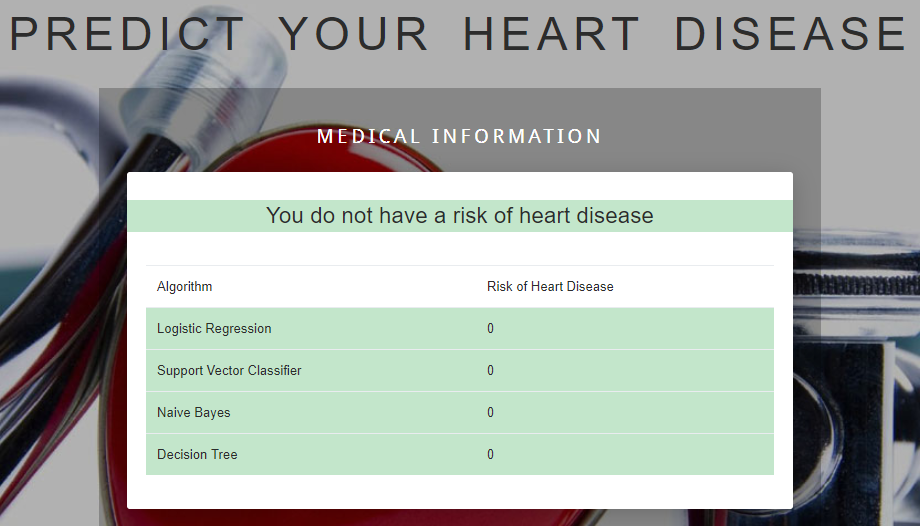 PREDICT YOUR HEART DISEASE
MEDICAL INFORMATION
You do not have a risk of heart disease
Algorithm Risk of Heart Disease
Logistic Regression 0
Support Vector Classifier 0
Naive Bayes 0
Decision Tree 0